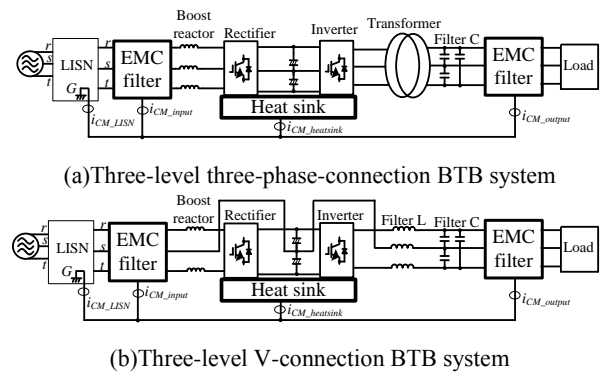 Boost reactor
Rectifier
Inverter
Transformer
Filter C
r
s
t
LISN
G
r
s
t
EMC filter
EMC filter
Load
Heat sink
iCM_LISN
iCM_input
iCM_heatsink
iCM_output
(a)Three-level three-phase-connection BTB system
Boost reactor
Rectifier
Inverter
Filter L
Filter C
r
s
t
LISN
G
r
s
t
EMC filter
EMC filter
Load
Heat sink
iCM_LISN
iCM_input
iCM_heatsink
iCM_output
(b)Three-level V-connection BTB system